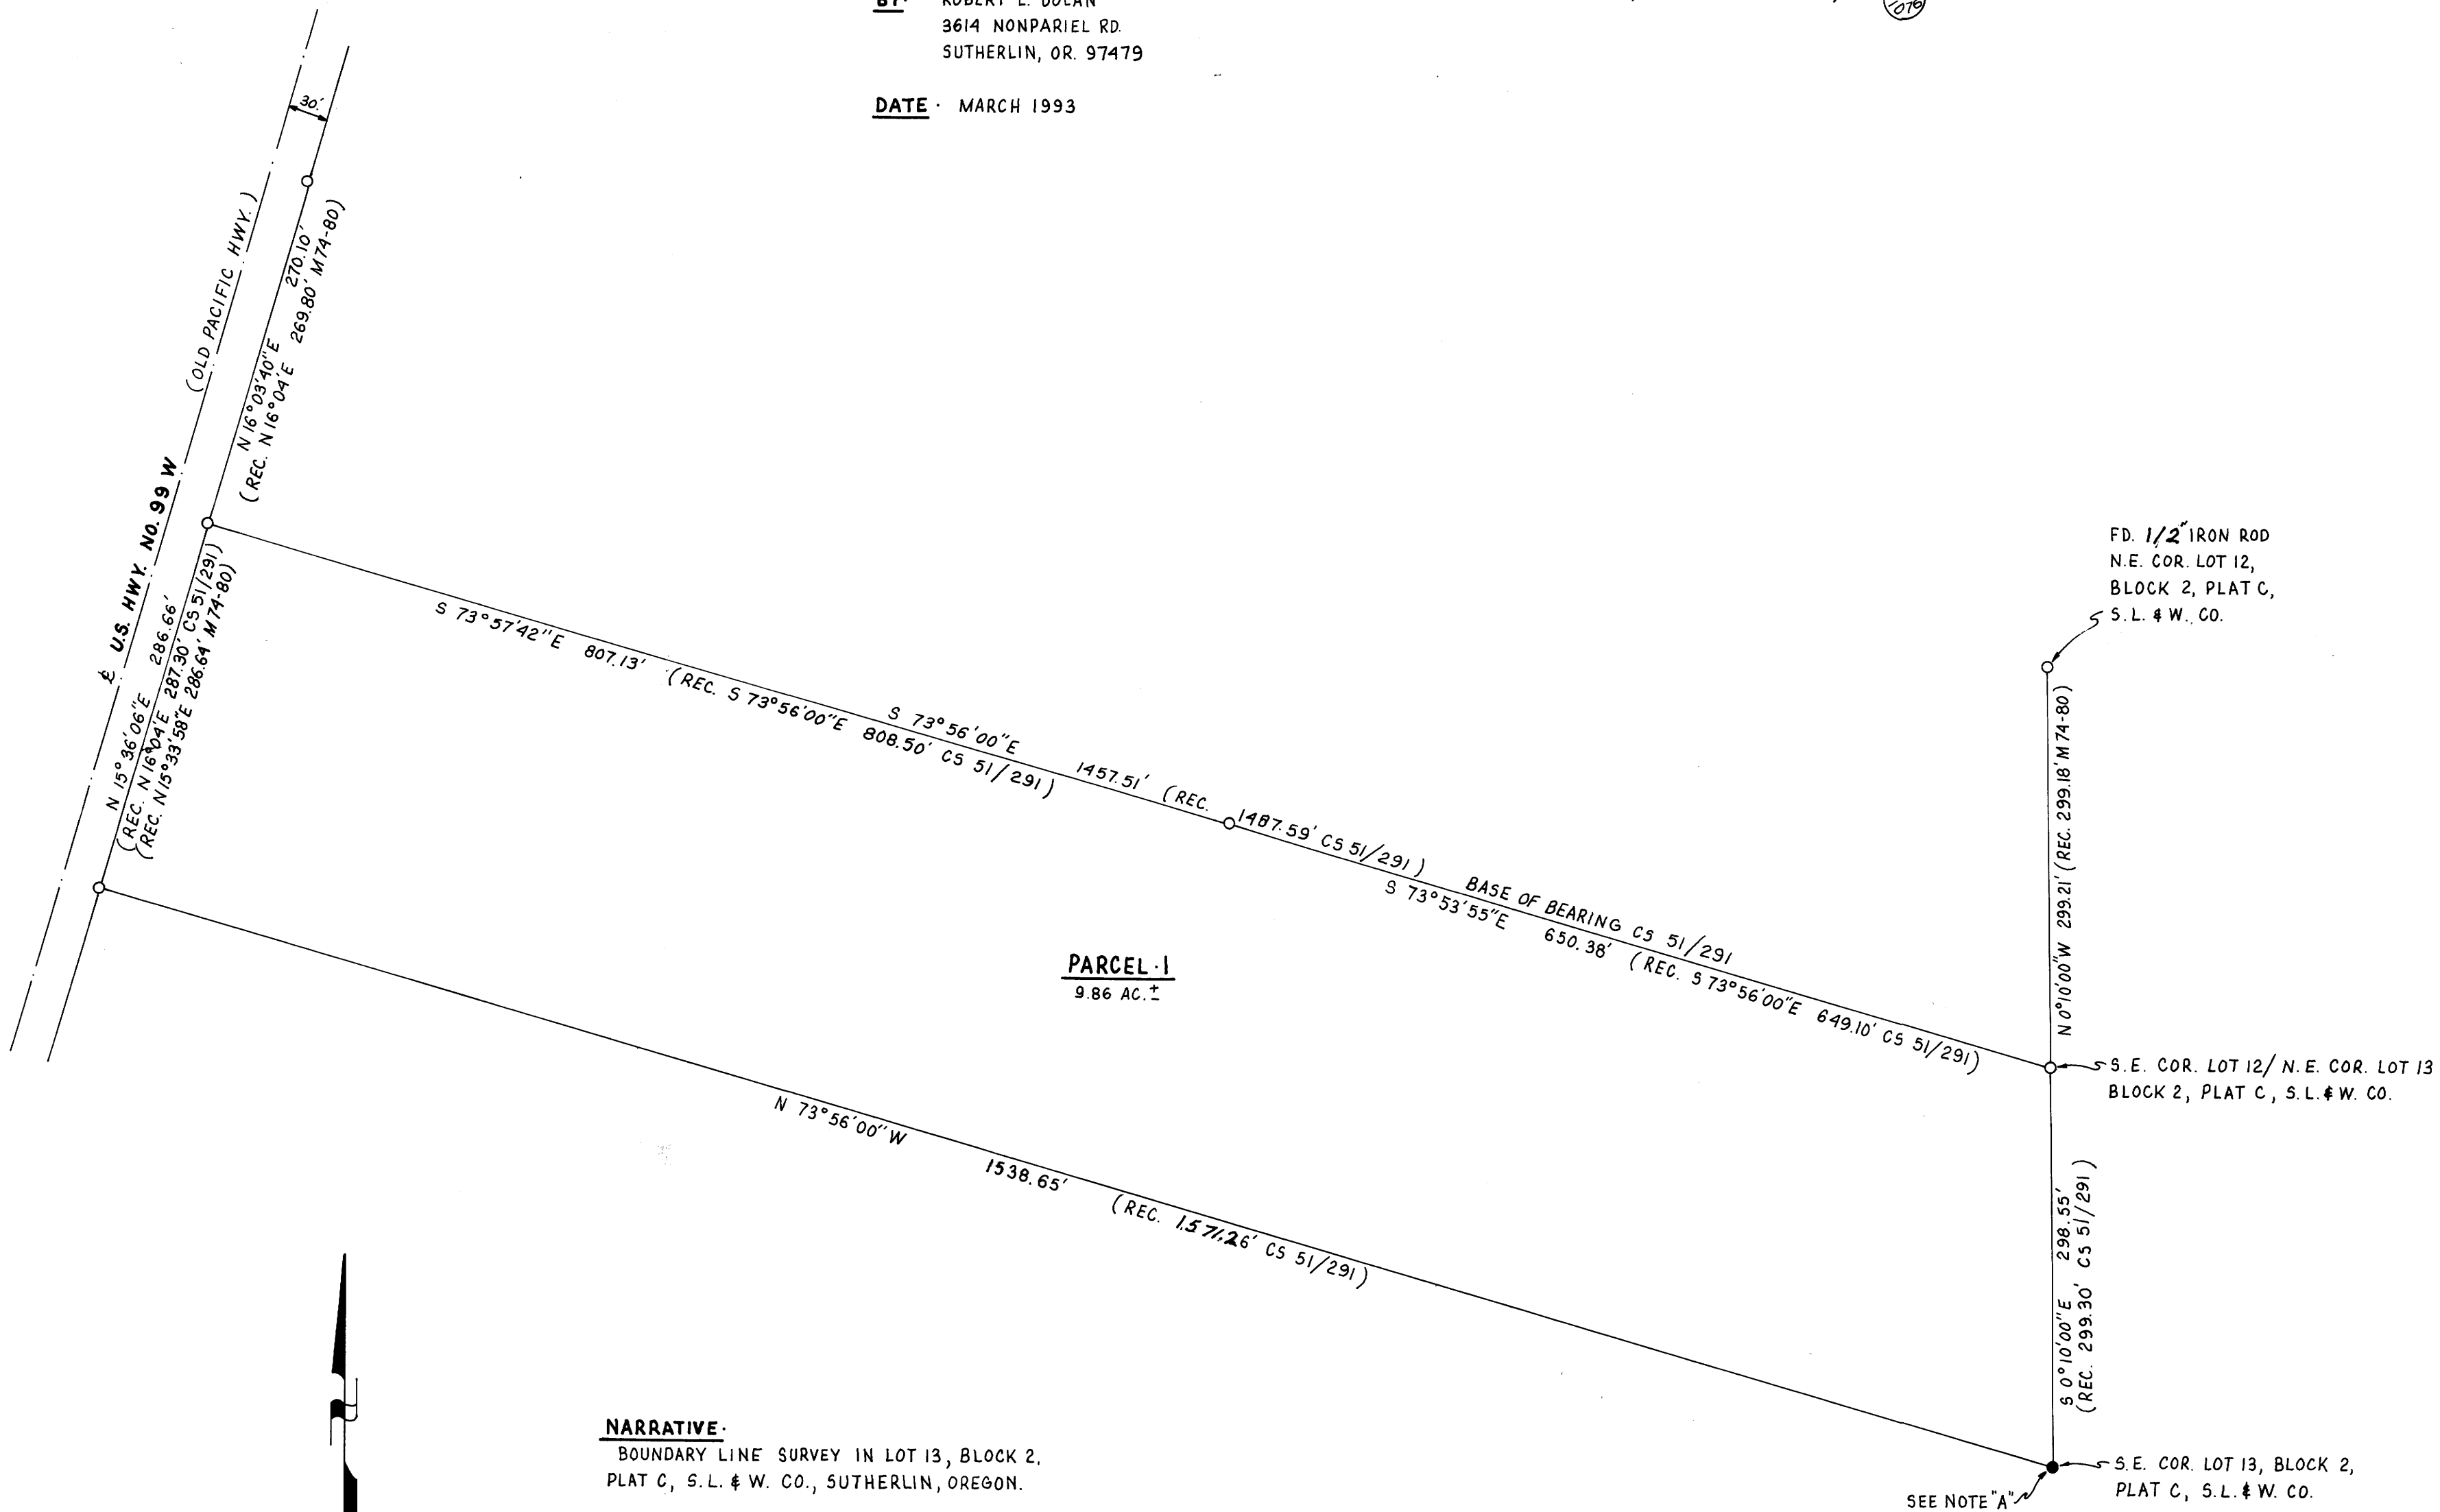 BY· ROBERT L. DOLAN
3614 NONPARIEL RD.
SUTHERLIN, OR. 97479
1076
DATE · MARCH 1993
30.'
(OLD PACIFIC HWY.)
N 16°03'40"E 270.10'
(REC. N 16°04'E 269.80' M74-80)
℄ U.S. HWY. NO. 99 W
N 15°36'06"E 286.66'
(REC. N 16°04'E 287.30' CS 51/291)
(REC. N 15°33'58"E 286.64' M74-80)
S 73°57'42"E 807.13' (REC. S 73°56'00"E 808.50' CS 51/291)
S 73°56'00"E 1457.51' (REC. 1487.59' CS 51/291) BASE OF BEARING CS 51/291
S 73°53'55"E 650.38' (REC. S 73°56'00"E 649.10' CS 51/291)
FD. 1/2" IRON ROD
N.E. COR. LOT 12,
BLOCK 2, PLAT C,
S.L. & W. CO.
N 0°10'00"W 299.21' (REC. 299.18' M74-80)
PARCEL·1
9.86 AC.±
S.E. COR. LOT 12/ N.E. COR. LOT 13
BLOCK 2, PLAT C, S.L. & W. CO.
N 73°56'00"W 1538.65' (REC. 1571.26' CS 51/291)
S 0°10'00"E 298.55'
(REC. 299.30' CS 51/291)
NARRATIVE·
BOUNDARY LINE SURVEY IN LOT 13, BLOCK 2,
PLAT C, S.L. & W. CO., SUTHERLIN, OREGON.
S.E. COR. LOT 13, BLOCK 2,
PLAT C, S.L. & W. CO.
SEE NOTE "A"